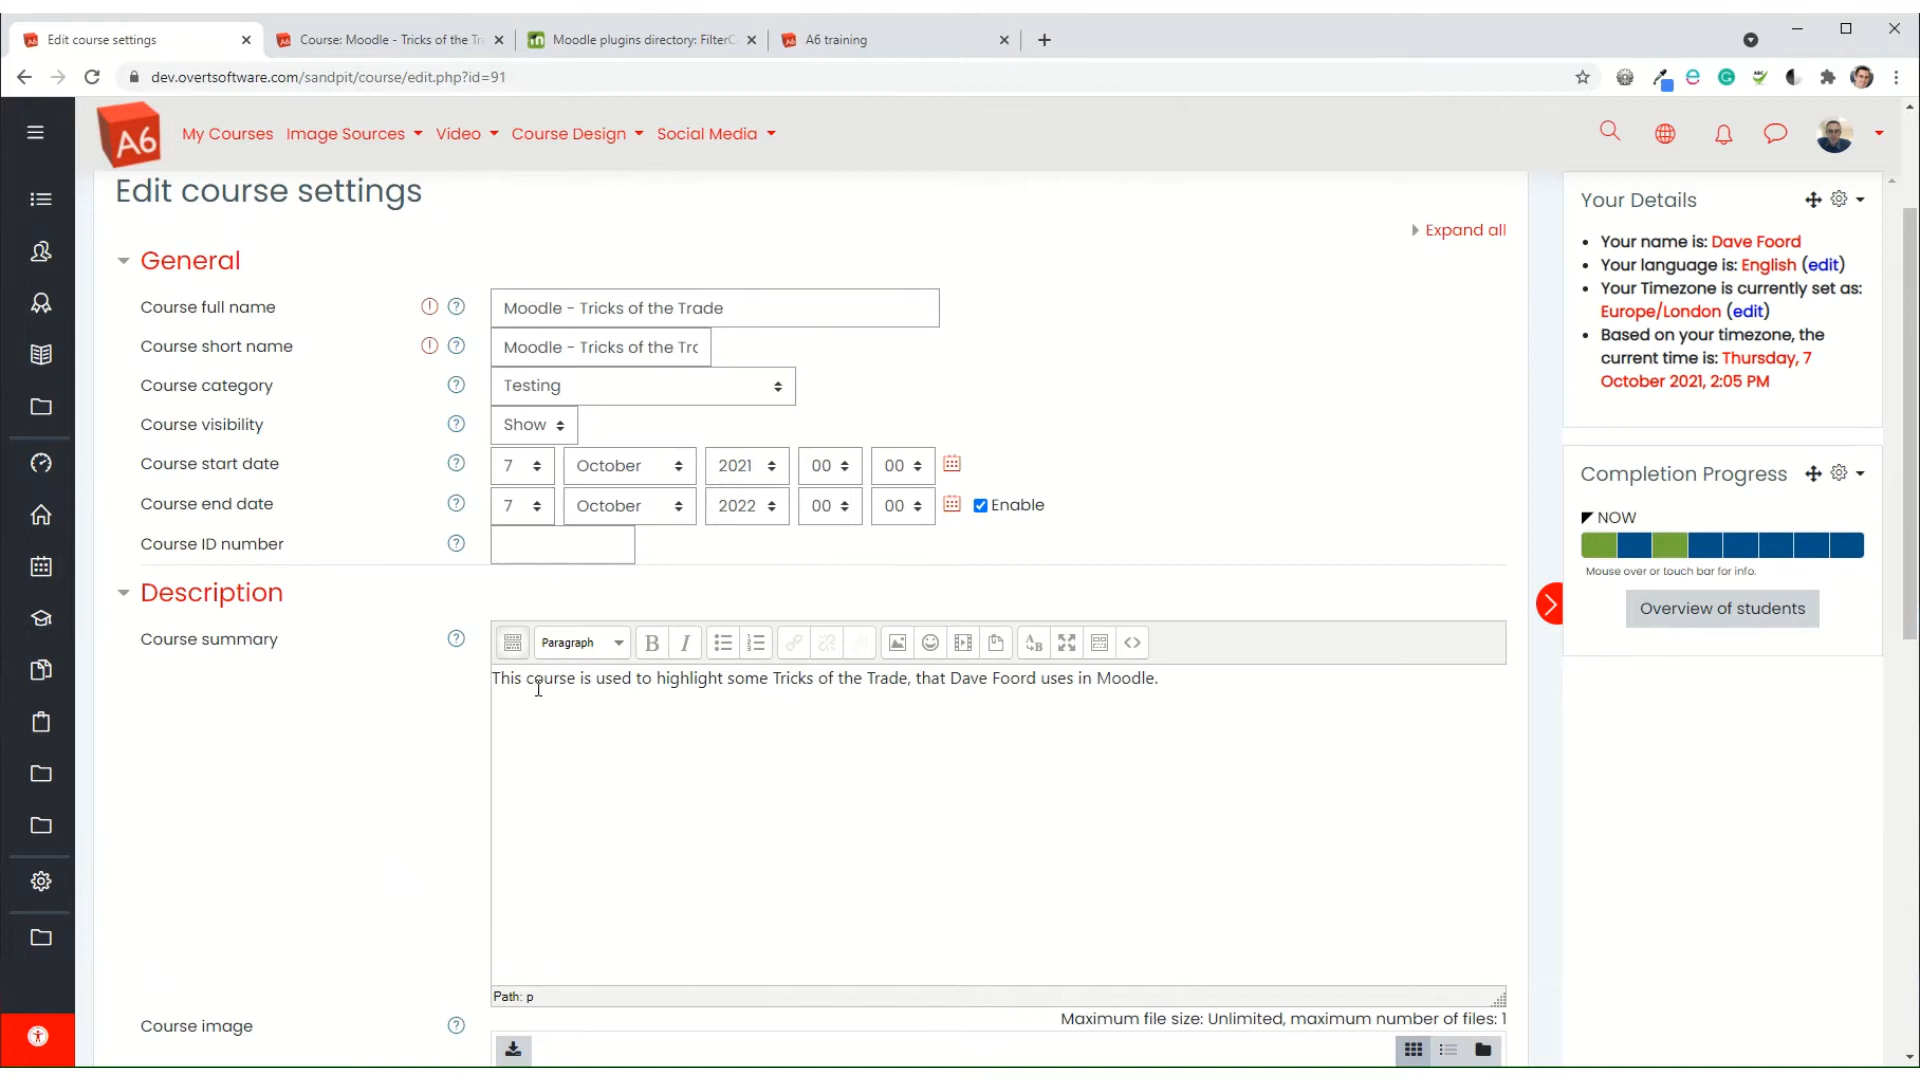 Edit course settings
Course: Moodle - Tricks of the Tr
Moodle plugins directory: FilterC
A6 training
dev.overtsoftware.com/sandpit/course/edit.php?id=91
A6
My Courses
Image Sources
Video
Course Design
Social Media
Edit course settings
Expand all
General
Course full name
Moodle - Tricks of the Trade
Course short name
Moodle - Tricks of the Trc
Course category
Testing
Course visibility
Show
Course start date
7 October 2021 00 00
Course end date
7 October 2022 00 00 Enable
Course ID number
Description
Course summary
Paragraph B I
This course is used to highlight some Tricks of the Trade, that Dave Foord uses in Moodle.
Path: p
Maximum file size: Unlimited, maximum number of files: 1
Course image
Your Details
Your name is: Dave Foord
Your language is: English (edit)
Your Timezone is currently set as:
Europe/London (edit)
Based on your timezone, the
current time is: Thursday, 7
October 2021, 2:05 PM
Completion Progress
NOW
Mouse over or touch bar for info.
Overview of students